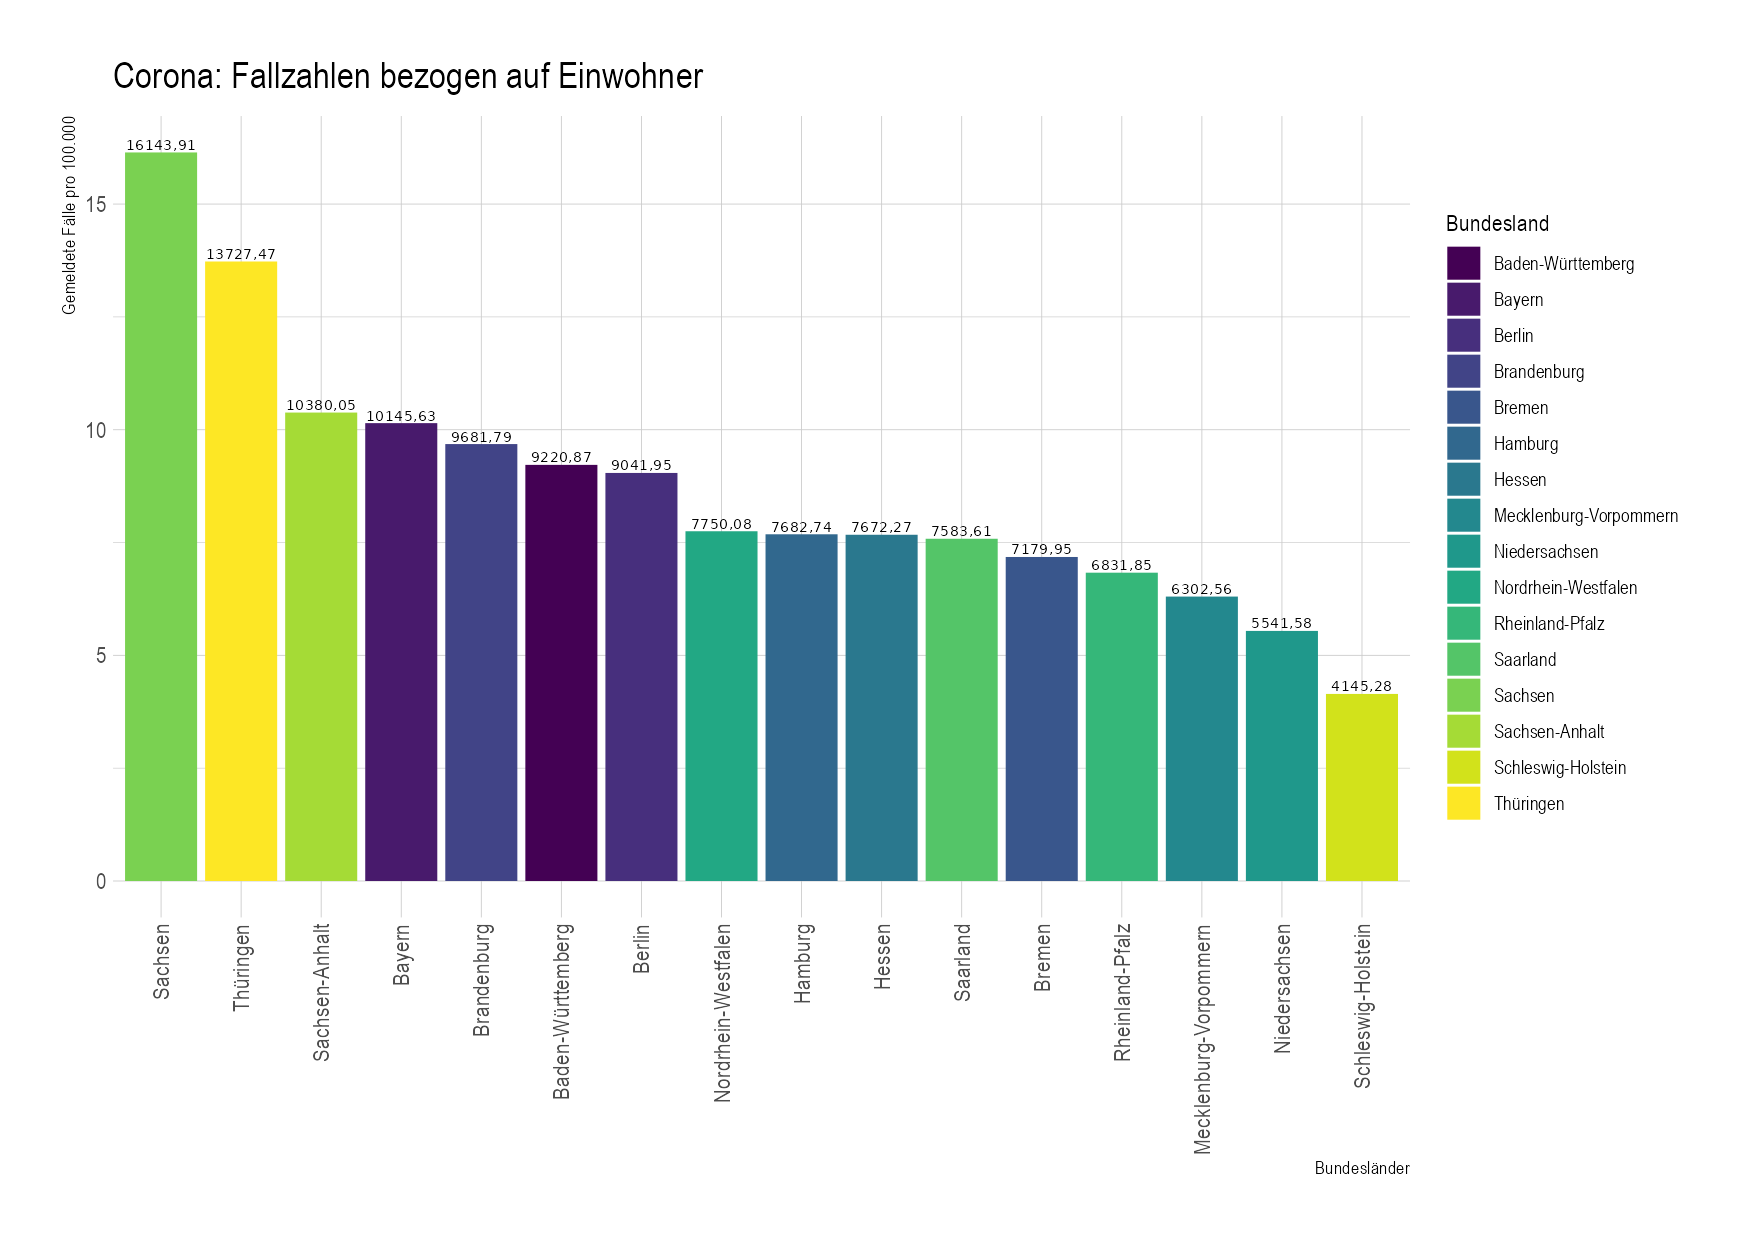 Corona: Fallzahlen bezogen auf Einwohner
Gemeldete Fälle pro 100.000
15
10
5
0
16143,91
13727,47
10380,05
10145,63
9681,79
9220,87
9041,95
7750,08
7682,74
7672,27
7583,61
7179,95
6831,85
6302,56
5541,58
4145,28
Sachsen
Thüringen
Sachsen-Anhalt
Bayern
Brandenburg
Baden-Württemberg
Berlin
Nordrhein-Westfalen
Hamburg
Hessen
Saarland
Bremen
Rheinland-Pfalz
Mecklenburg-Vorpommern
Niedersachsen
Schleswig-Holstein
Bundesländer
Bundesland
Baden-Württemberg
Bayern
Berlin
Brandenburg
Bremen
Hamburg
Hessen
Mecklenburg-Vorpommern
Niedersachsen
Nordrhein-Westfalen
Rheinland-Pfalz
Saarland
Sachsen
Sachsen-Anhalt
Schleswig-Holstein
Thüringen